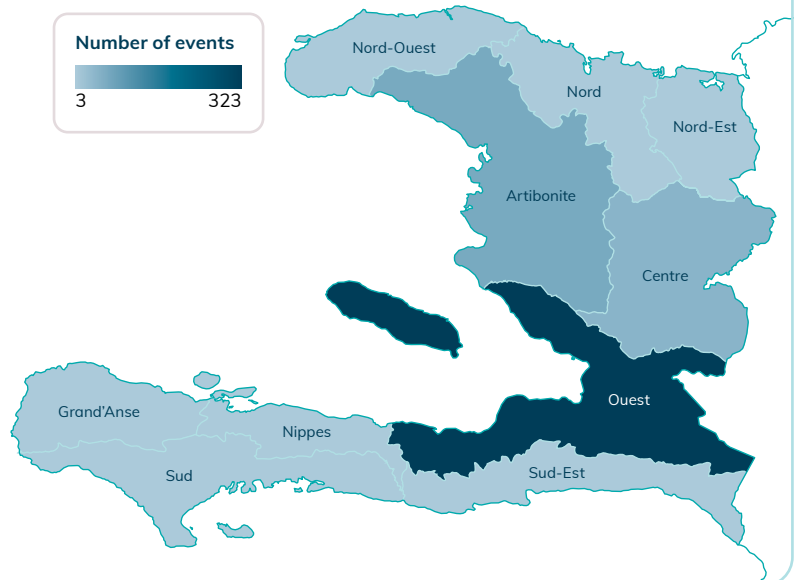 Number of events
3 323
Nord-Ouest
Nord
Nord-Est
Artibonite
Centre
Ouest
Grand’Anse
Nippes
Sud
Sud-Est